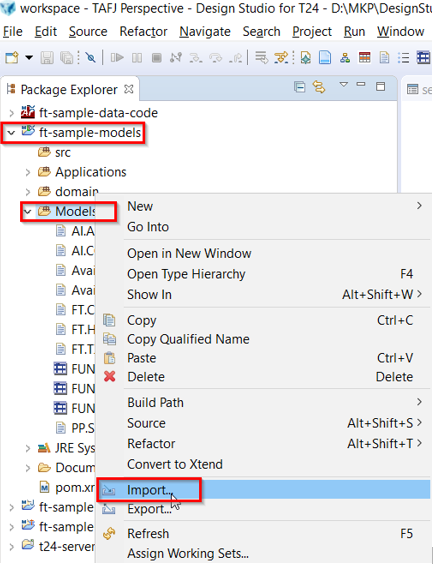 workspace - TAFJ Perspective - Design Studio for T24 - D:\MKP\DesignStu
File Edit Source Refactor Navigate Search Project Run Window
Package Explorer
se
ft-sample-data-code
ft-sample-models
src
Applications
domain
Models
New
AI.A
Go Into
AI.C
Open in New Window
Avai
Open Type Hierarchy F4
Avai
Show In Alt+Shift+W
FT.C
Copy Ctrl+C
FT.H
Copy Qualified Name
FT.T
Paste Ctrl+V
FUN
Delete Delete
FUN
Build Path
FUN
Source Alt+Shift+S
PP.S
Refactor Alt+Shift+T
JRE Sys
Convert to Xtend
Docum
Import...
pom.xm
Export...
ft-sample
Refresh F5
ft-sample
Assign Working Sets...
t24-server